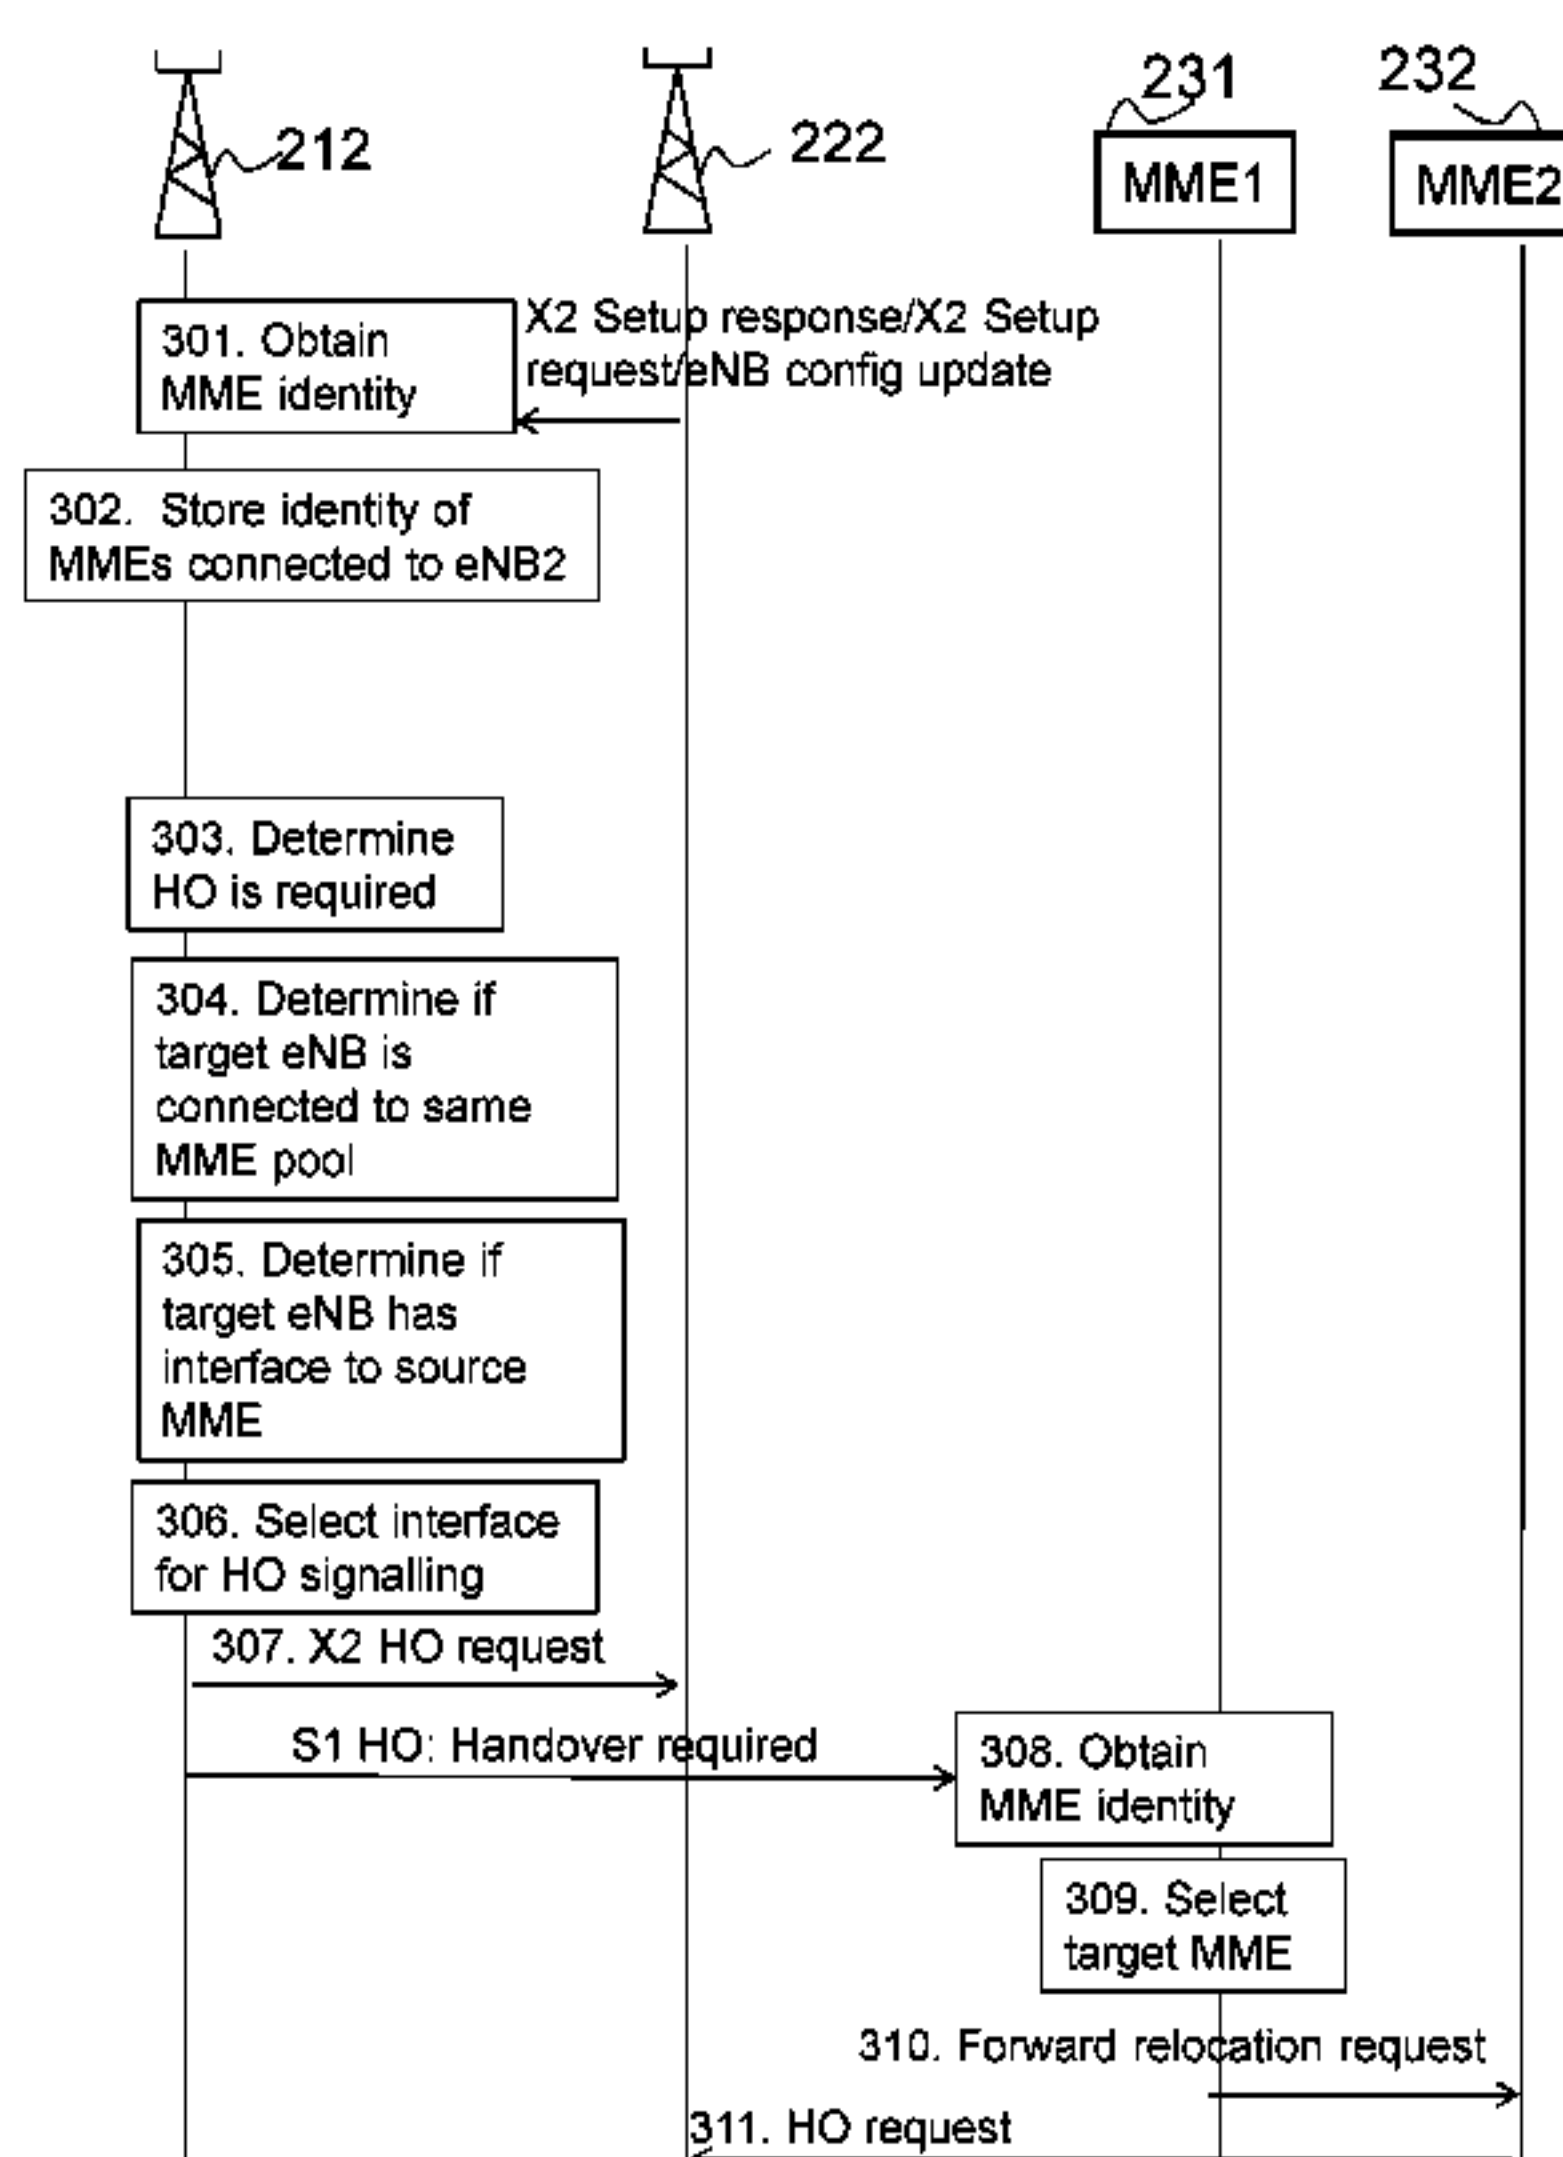 212
222
231
232
MME1
MME2
301. Obtain
MME identity
X2 Setup response/X2 Setup
request/eNB config update
302. Store identity of
MMEs connected to eNB2
303. Determine
HO is required
304. Determine if
target eNB is
connected to same
MME pool
305. Determine if
target eNB has
interface to source
MME
306. Select interface
for HO signalling
307. X2 HO request
S1 HO: Handover required
308. Obtain
MME identity
309. Select
target MME
310. Forward relocation request
311. HO request